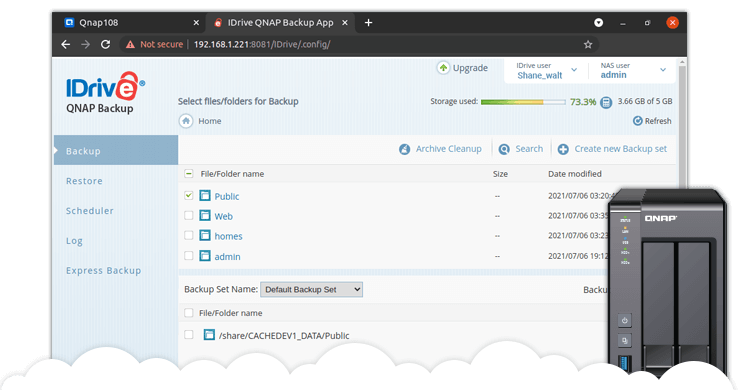 Qnap108
IDrive QNAP Backup App
Not secure | 192.168.1.221:8081/IDrive/.config/
IDrive®
QNAP Backup
Upgrade
IDrive user
Shane_walt
NAS user
admin
Select files/folders for Backup
Storage used:
73.3%
3.66 GB of 5 GB
Home
Refresh
Backup
Restore
Scheduler
Log
Express Backup
Archive Cleanup
Search
Create new Backup set
File/Folder name
Size
Date modified
Public
--
2021/07/06 03:20:4
Web
--
2021/07/06 03:35
homes
--
2021/07/06 03:23
admin
--
2021/07/06 19:12
Backup Set Name:
Default Backup Set
Backu
File/Folder name
/share/CACHEDEV1_DATA/Public
QNAP